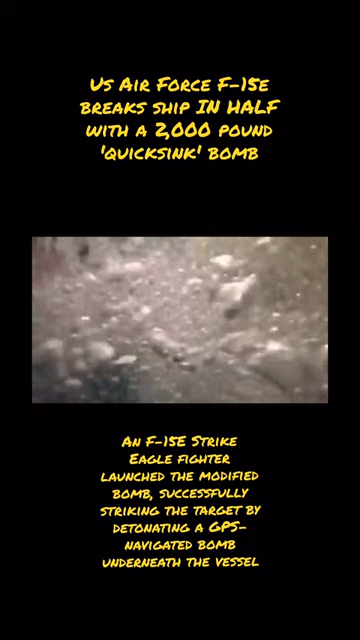 US AIR FORCE F-15E
BREAKS SHIP IN HALF
WITH A 2,000 POUND
'QUICKSINK' BOMB
AN F-15E STRIKE
EAGLE FIGHTER
LAUNCHED THE MODIFIED
BOMB, SUCCESSFULLY
STRIKING THE TARGET BY
DETONATING A GPS-
NAVIGATED BOMB
UNDERNEATH THE VESSEL